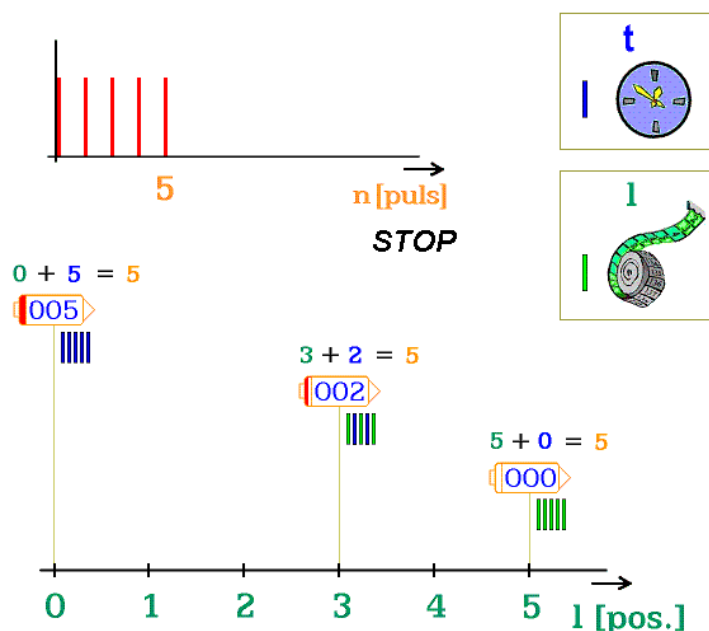 t
5
n [puls]
l
STOP
0 + 5 = 5
005
3 + 2 = 5
002
5 + 0 = 5
000
0 1 2 3 4 5
l [pos.]